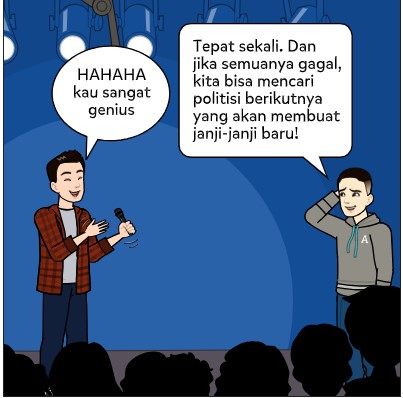 HAHAHA
kau sangat
genius
Tepat sekali. Dan
jika semuanya gagal,
kita bisa mencari
politisi berikutnya
yang akan membuat
janji-janji baru!
A